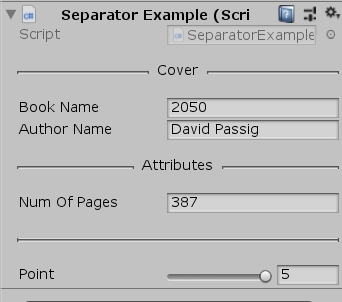 Separator Example (Scri
Script SeparatorExample
Cover
Book Name 2050
Author Name David Passig
Attributes
Num Of Pages 387
Point 5